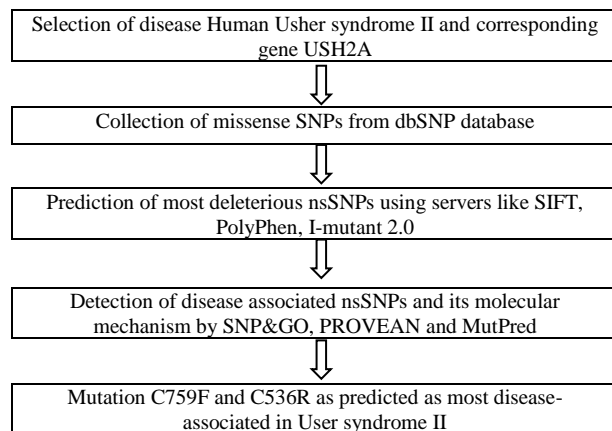 Selection of disease Human Usher syndrome II and corresponding
gene USH2A
Collection of missense SNPs from dbSNP database
Prediction of most deleterious nsSNPs using servers like SIFT,
PolyPhen, I-mutant 2.0
Detection of disease associated nsSNPs and its molecular
mechanism by SNP&GO, PROVEAN and MutPred
Mutation C759F and C536R as predicted as most disease-
associated in User syndrome II